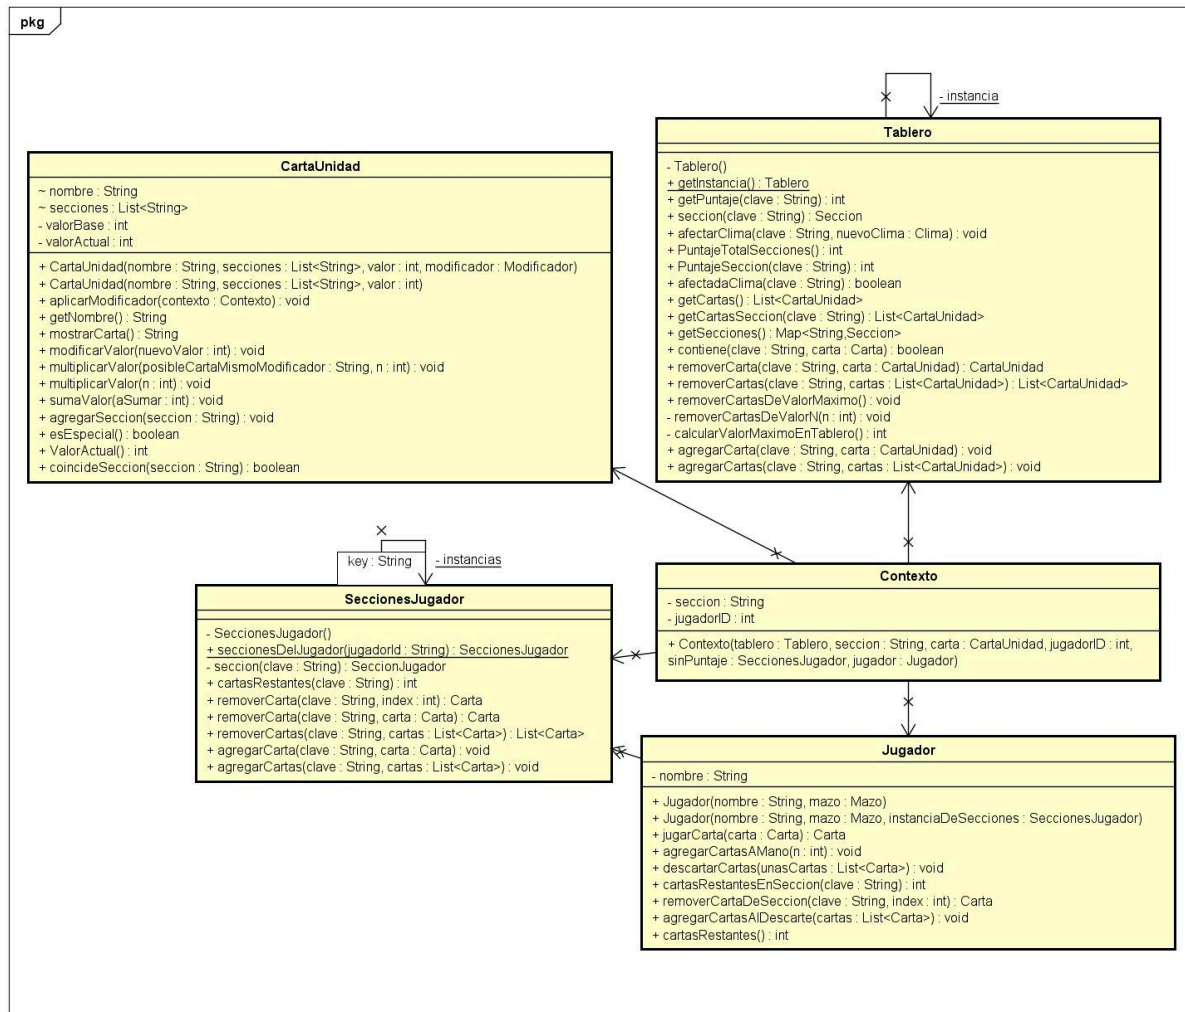 pkg
- instancia
Tablero
- Tablero()
+ getInstancia() : Tablero
+ getPuntaje(clave : String) : int
+ seccion(clave : String) : Seccion
+ afectarClima(clave : String, nuevoClima : Clima) : void
+ PuntajeTotalSecciones() : int
+ PuntajeSeccion(clave : String) : int
+ afectadaClima(clave : String) : boolean
+ getCartas() : List<CartaUnidad>
+ getCartasSeccion(clave : String) : List<CartaUnidad>
+ getSecciones() : Map<String,Seccion>
+ contiene(clave : String, carta : Carta) : boolean
+ removerCarta(clave : String, carta : CartaUnidad) : CartaUnidad
+ removerCartas(clave : String, cartas : List<CartaUnidad>) : List<CartaUnidad>
+ removerCartasDeValorMaximo() : void
- removerCartasDeValorN(n : int) : void
- calcularValorMaximoEnTablero() : int
+ agregarCarta(clave : String, carta : CartaUnidad) : void
+ agregarCartas(clave : String, cartas : List<CartaUnidad>) : void
CartaUnidad
~ nombre : String
~ secciones : List<String>
- valorBase : int
- valorActual : int
+ CartaUnidad(nombre : String, secciones : List<String>, valor : int, modificador : Modificador)
+ CartaUnidad(nombre : String, secciones : List<String>, valor : int)
+ aplicarModificador(contexto : Contexto) : void
+ getNombre() : String
+ mostrarCarta() : String
+ modificarValor(nuevoValor : int) : void
+ multiplicarValor(posibleCartaMismoModificador : String, n : int) : void
+ multiplicarValor(n : int) : void
+ sumaValor(aSumar : int) : void
+ agregarSeccion(seccion : String) : void
+ esEspecial() : boolean
+ ValorActual() : int
+ coincideSeccion(seccion : String) : boolean
key : String
- instancias
SeccionesJugador
- SeccionesJugador()
+ seccionesDelJugador(jugadorId : String) : SeccionesJugador
- seccion(clave : String) : SeccionJugador
+ cartasRestantes(clave : String) : int
+ removerCarta(clave : String, index : int) : Carta
+ removerCarta(clave : String, carta : Carta) : Carta
+ removerCartas(clave : String, cartas : List<Carta>) : List<Carta>
+ agregarCarta(clave : String, carta : Carta) : void
+ agregarCartas(clave : String, cartas : List<Carta>) : void
Contexto
- seccion : String
- jugadorID : int
+ Contexto(tablero : Tablero, seccion : String, carta : CartaUnidad, jugadorID : int,
sinPuntaje : SeccionesJugador, jugador : Jugador)
Jugador
- nombre : String
+ Jugador(nombre : String, mazo : Mazo)
+ Jugador(nombre : String, mazo : Mazo, instanciaDeSecciones : SeccionesJugador)
+ jugarCarta(carta : Carta) : Carta
+ agregarCartasAMano(n : int) : void
+ descartarCartas(unasCartas : List<Carta>) : void
+ cartasRestantesEnSeccion(clave : String) : int
+ removerCartaDeSeccion(clave : String, index : int) : Carta
+ agregarCartasAlDescarte(cartas : List<Carta>) : void
+ cartasRestantes() : int